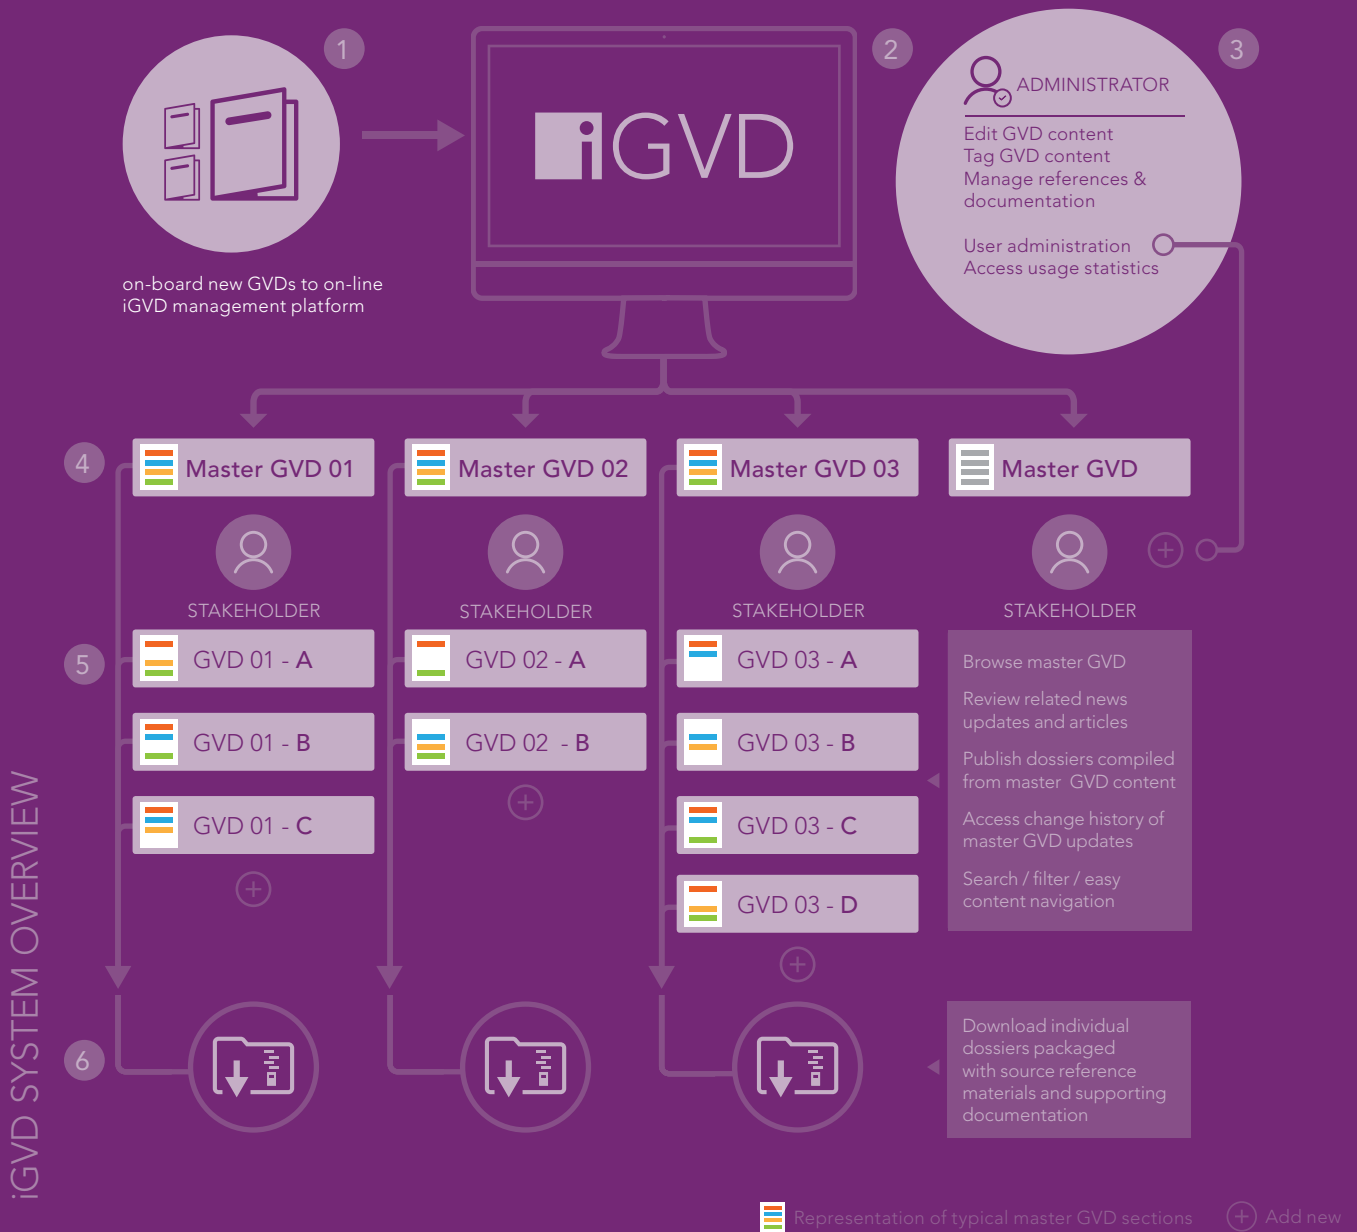 1
2
3
iGVD
ADMINISTRATOR
Edit GVD content
Tag GVD content
Manage references &
documentation
User administration
Access usage statistics
on-board new GVDs to on-line
iGVD management platform
4
Master GVD 01
Master GVD 02
Master GVD 03
Master GVD
STAKEHOLDER
STAKEHOLDER
STAKEHOLDER
STAKEHOLDER
5
GVD 01 - A
GVD 01 - B
GVD 01 - C
GVD 02 - A
GVD 02  - B
GVD 03 - A
GVD 03 - B
GVD 03 - C
GVD 03 - D
Browse master GVD
Review related news
updates and articles
Publish dossiers compiled
from master  GVD content
Access change history of
master GVD updates
Search / filter / easy
content navigation
6
Download individual
dossiers packaged
with source reference
materials and supporting
documentation
iGVD SYSTEM OVERVIEW
Representation of typical master GVD sections
Add new